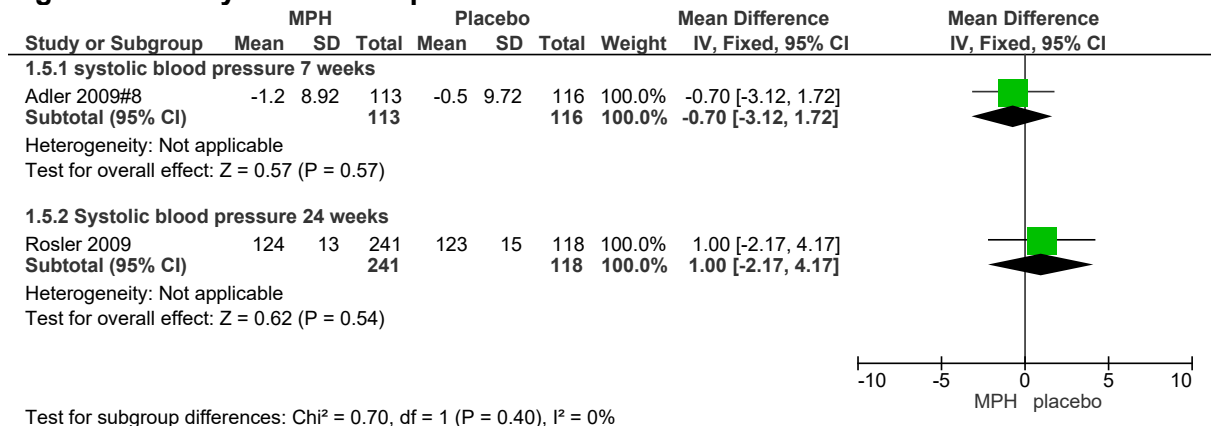 MPH Placebo Mean Difference Mean Difference
Study or Subgroup Mean SD Total Mean SD Total Weight IV, Fixed, 95% CI IV, Fixed, 95% CI
1.5.1 systolic blood pressure 7 weeks
Adler 2009#8 -1.2 8.92 113 -0.5 9.72 116 100.0% -0.70 [-3.12, 1.72]
Subtotal (95% CI) 113 116 100.0% -0.70 [-3.12, 1.72]
Heterogeneity: Not applicable
Test for overall effect: Z = 0.57 (P = 0.57)
1.5.2 Systolic blood pressure 24 weeks
Rosler 2009 124 13 241 123 15 118 100.0% 1.00 [-2.17, 4.17]
Subtotal (95% CI) 241 118 100.0% 1.00 [-2.17, 4.17]
Heterogeneity: Not applicable
Test for overall effect: Z = 0.62 (P = 0.54)
-10 -5 0 5 10
MPH placebo
Test for subgroup differences: Chi² = 0.70, df = 1 (P = 0.40), I² = 0%